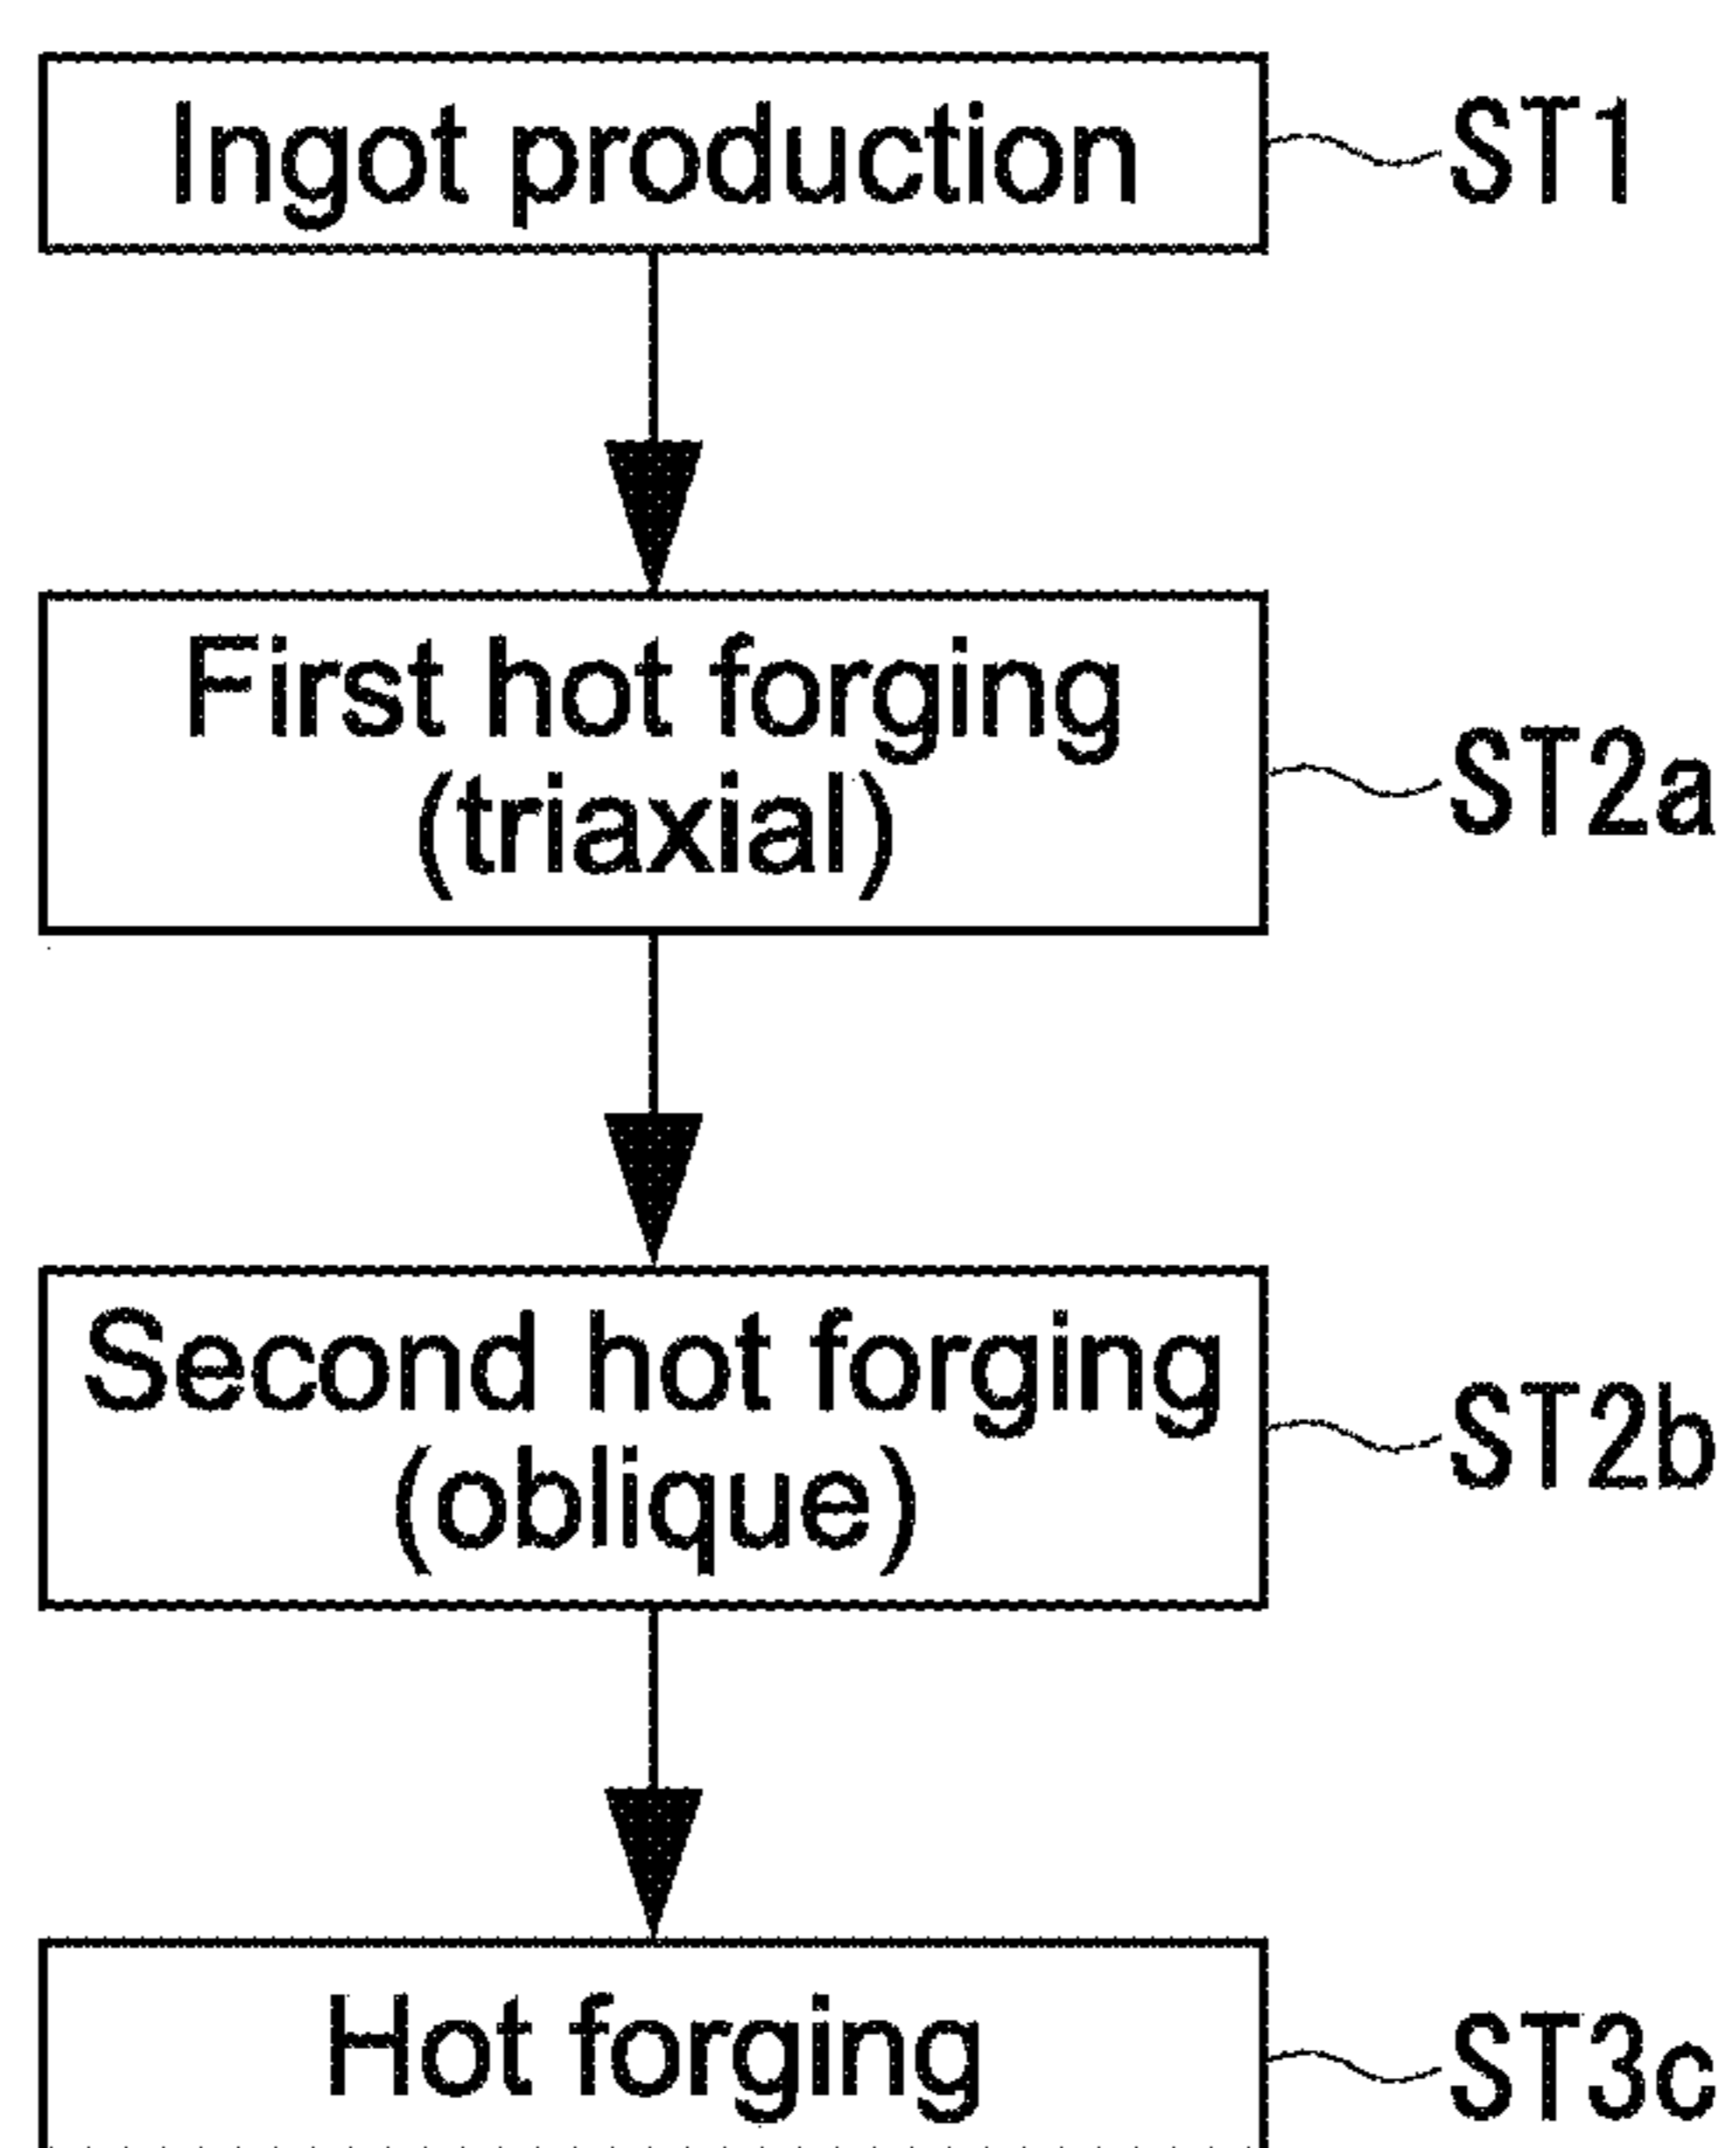 Ingot production ST1
First hot forging
(triaxial)
ST2a
Second hot forging
(oblique)
ST2b
Hot forging ST3c